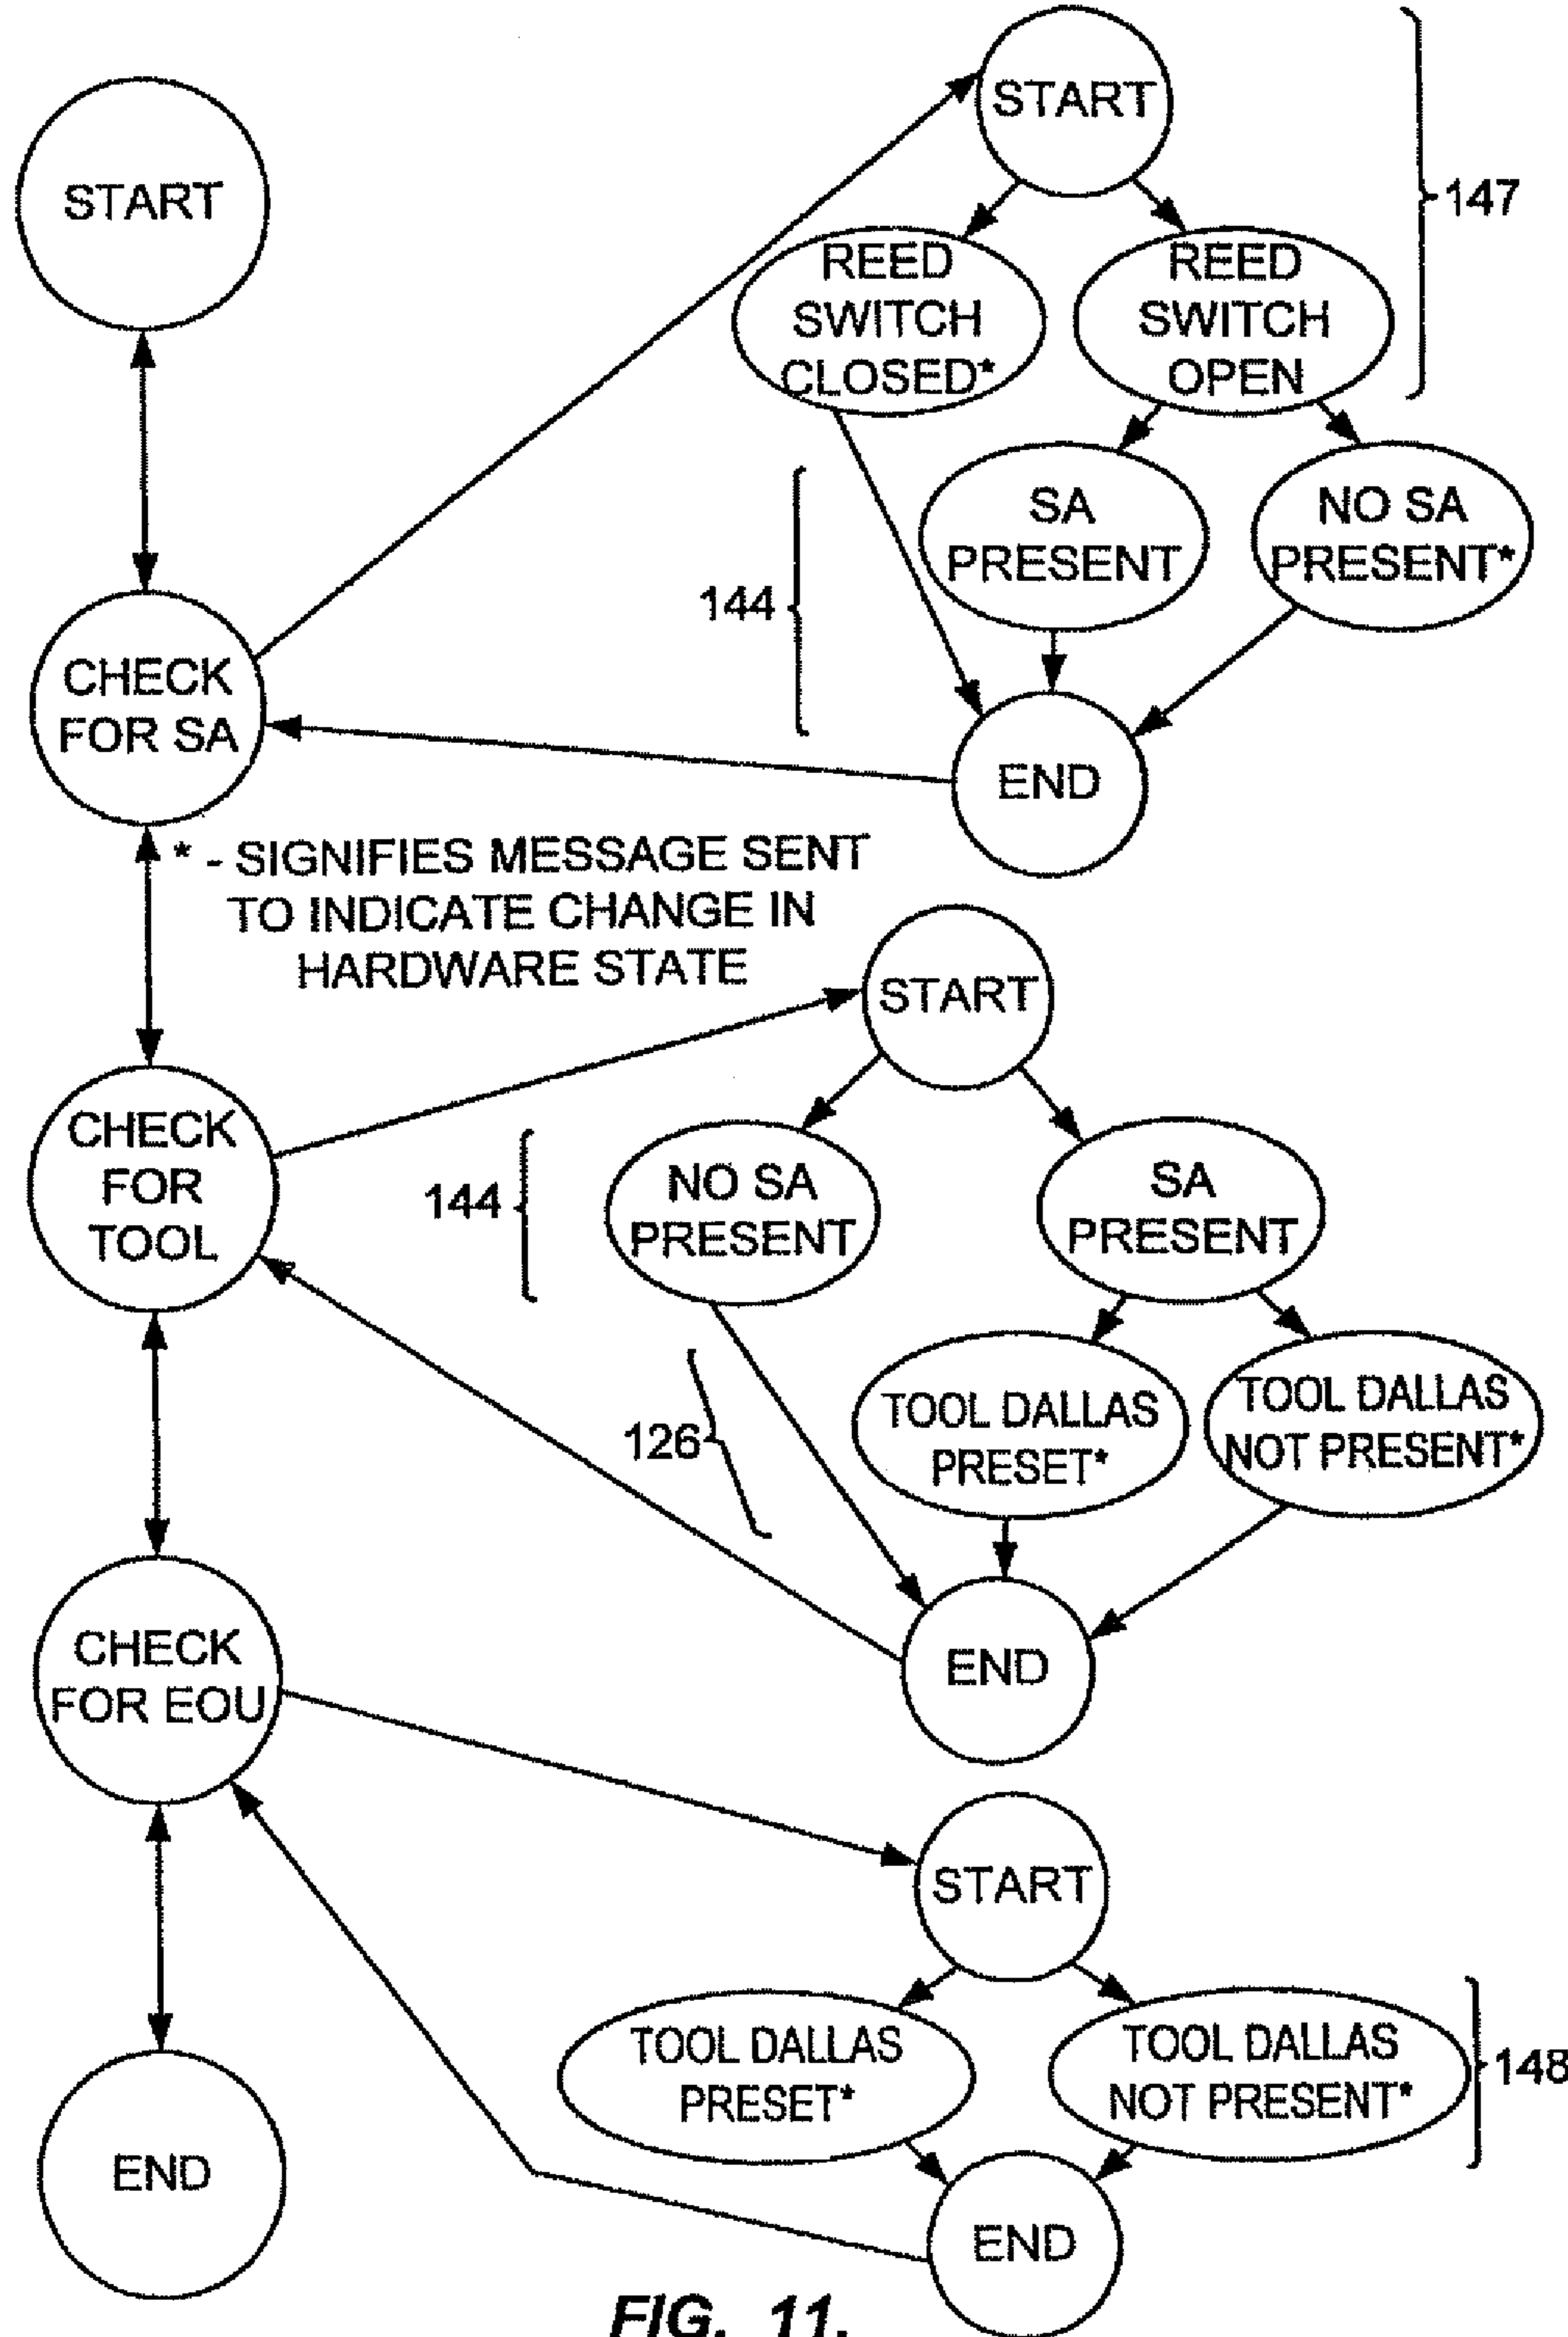 START
START
147
REED
SWITCH
CLOSED*
REED
SWITCH
OPEN
SA
PRESENT
NO SA
PRESENT*
144
CHECK
FOR SA
END
* - SIGNIFIES MESSAGE SENT
TO INDICATE CHANGE IN
HARDWARE STATE
START
CHECK
FOR
TOOL
144
NO SA
PRESENT
SA
PRESENT
126
TOOL DALLAS
PRESET*
TOOL DALLAS
NOT PRESENT*
CHECK
FOR EOU
END
START
TOOL DALLAS
PRESET*
TOOL DALLAS
NOT PRESENT*
148
END
END
FIG. 11.